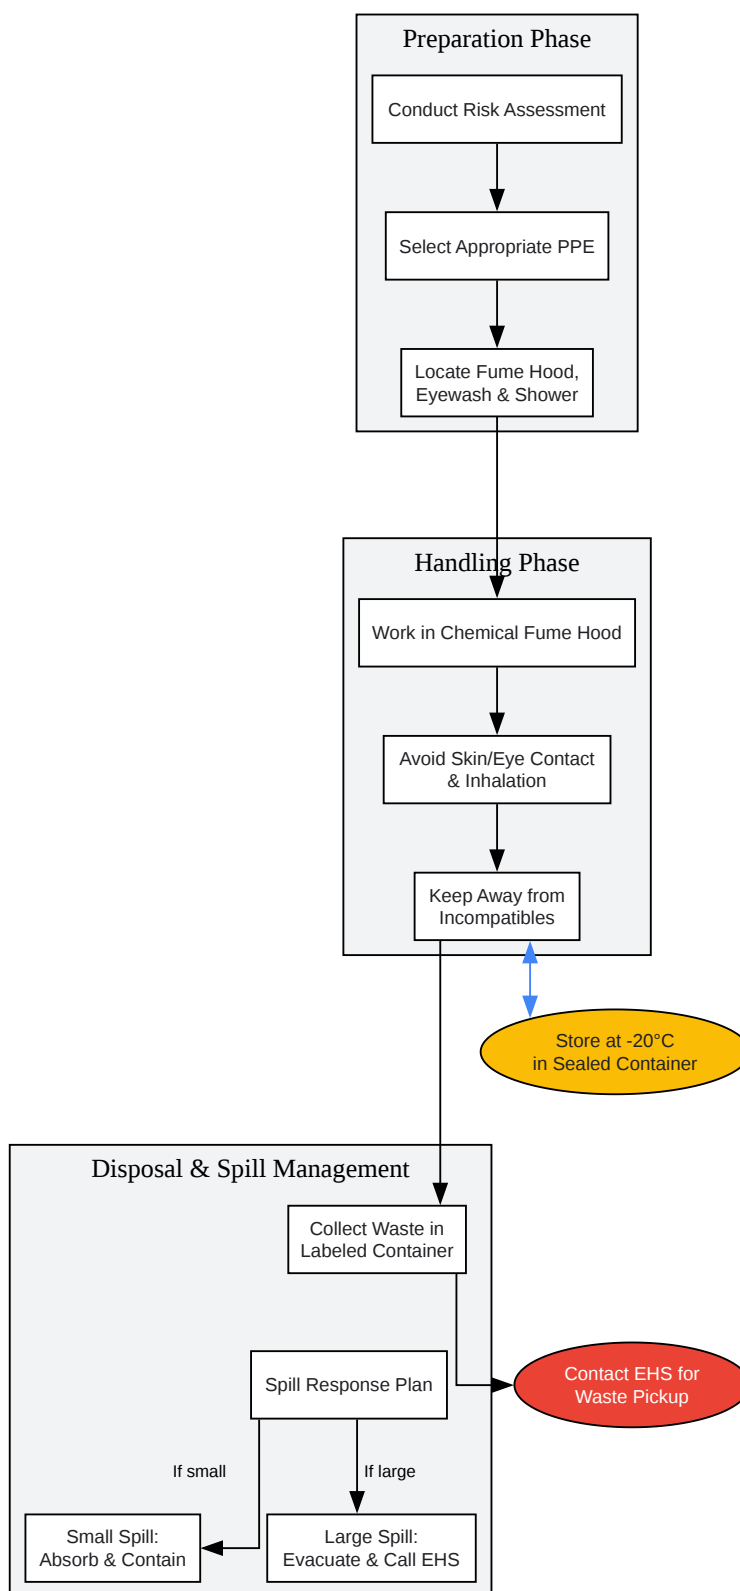 Preparation Phase
Conduct Risk Assessment
Select Appropriate PPE
Locate Fume Hood,
Eyewash & Shower
Handling Phase
Work in Chemical Fume Hood
Avoid Skin/Eye Contact
& Inhalation
Keep Away from
Incompatibles
Store at -20°C
in Sealed Container
Disposal & Spill Management
Collect Waste in
Labeled Container
Contact EHS for
Waste Pickup
Spill Response Plan
If small
If large
Small Spill:
Absorb & Contain
Large Spill:
Evacuate & Call EHS